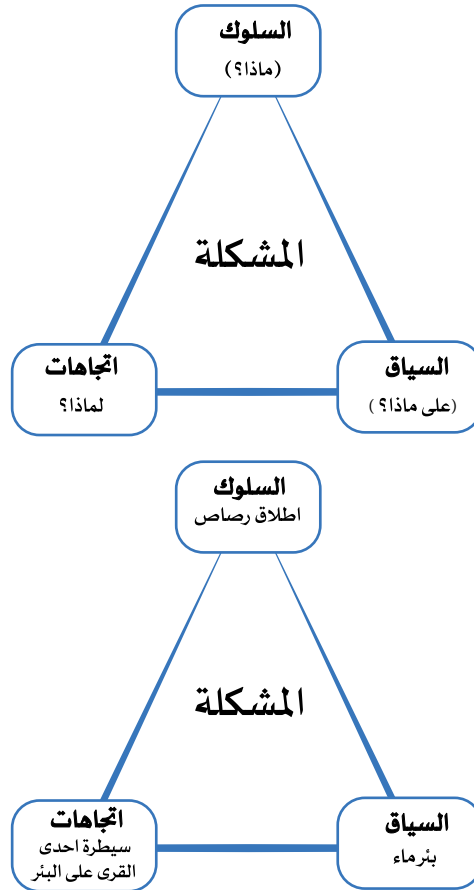 السلوك
(ماذا؟)
المشكلة
السياق
(على ماذا؟ )
اتجاهات
لماذا؟
السلوك
اطلاق رصاص
المشكلة
السياق
بئر ماء
اتجاهات
سيطرة احدى
القرى على البئر